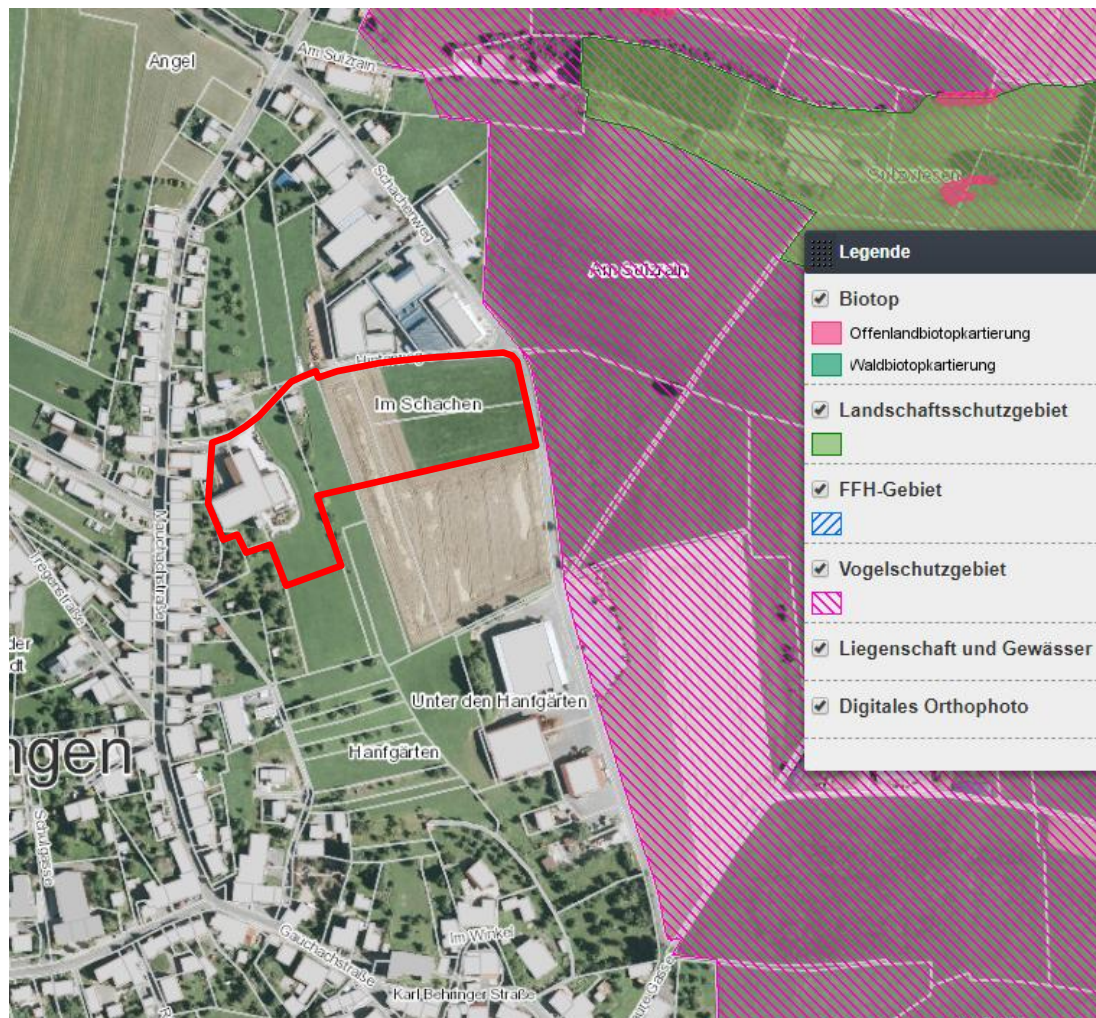 Angel
Am Sulzrain
Schachenweg
Sulzwiesen
Am Sulzrain
Im Schachen
Mauchachstraße
Unter den Hanfgärten
Hanfgärten
ngen
Schulgasse
Gauchachstraße
Im Winkel
Karl Behringer Straße
Legende
Biotop
Offenlandbiotopkartierung
Waldbiotopkartierung
Landschaftsschutzgebiet
FFH-Gebiet
Vogelschutzgebiet
Liegenschaft und Gewässer
Digitales Orthophoto